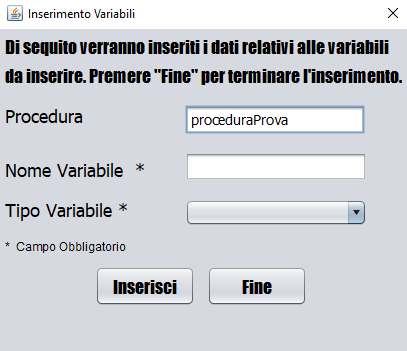 Inserimento Variabili
Di sequito verranno inseriti i dati relativi alle variabili
da inserire. Premere "Fine" per terminare l'inserimento.
Procedura
proceduraProva
Nome Variabile *
Tipo Variabile *
* Campo Obbligatorio
Inserisci Fine